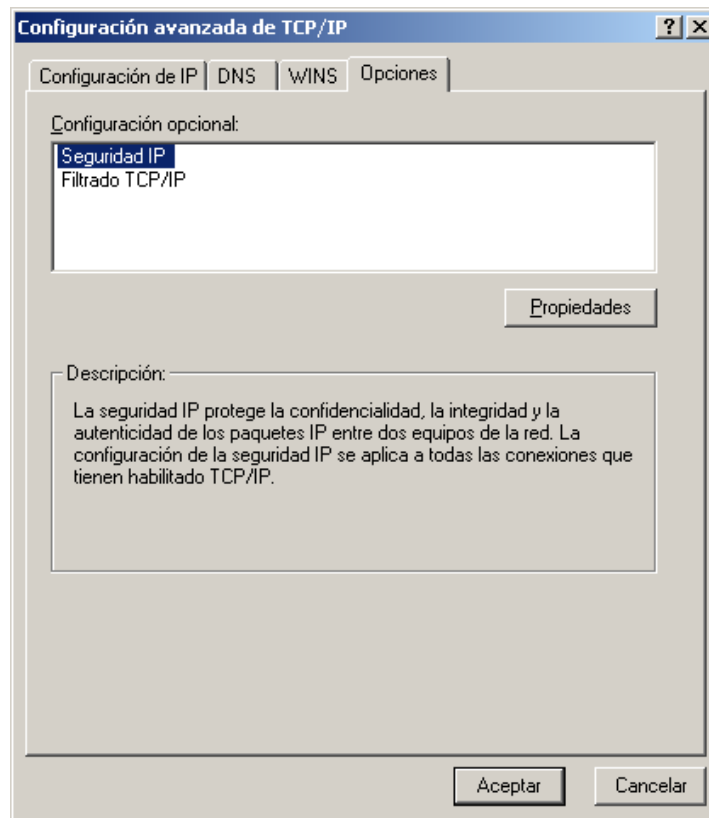 Configuración avanzada de TCP/IP
Configuración de IP DNS WINS Opciones
Configuración opcional:
Seguridad IP
Filtrado TCP/IP
Propiedades
Descripción:
La seguridad IP protege la confidencialidad, la integridad y la
autenticidad de los paquetes IP entre dos equipos de la red. La
configuración de la seguridad IP se aplica a todas las conexiones que
tienen habilitado TCP/IP.
Aceptar Cancelar